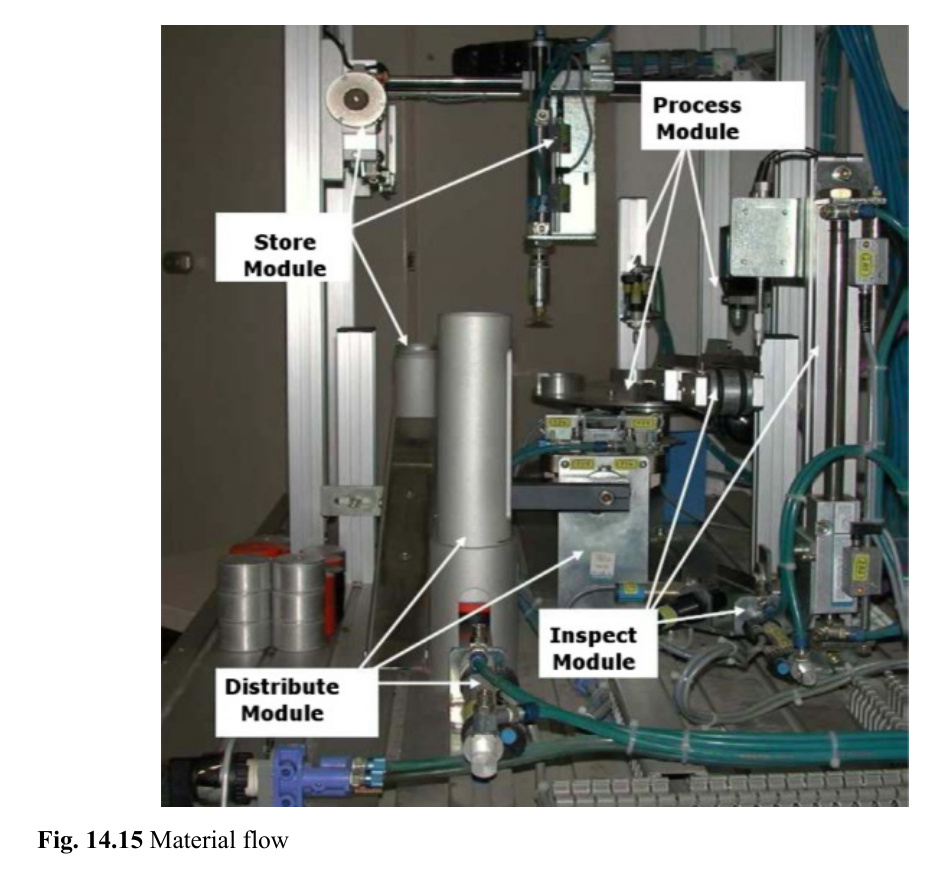 Process
Module
Store
Module
Inspect
Module
Distribute
Module
Fig. 14.15 Material flow